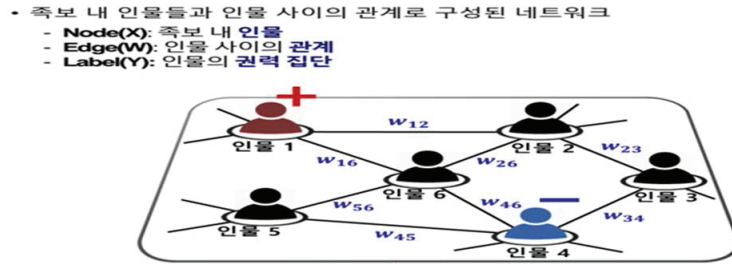 • 족보 내 인물들과 인물 사이의 관계로 구성된 네트워크
- Node(X): 족보 내 인물
- Edge(W): 인물 사이의 관계
- Label(Y): 인물의 권력 집단
+
w12
인물 1
인물 2
w23
w16
w26
인물 6
인물 3
w56
w46
−
w34
인물 5
w45
인물 4